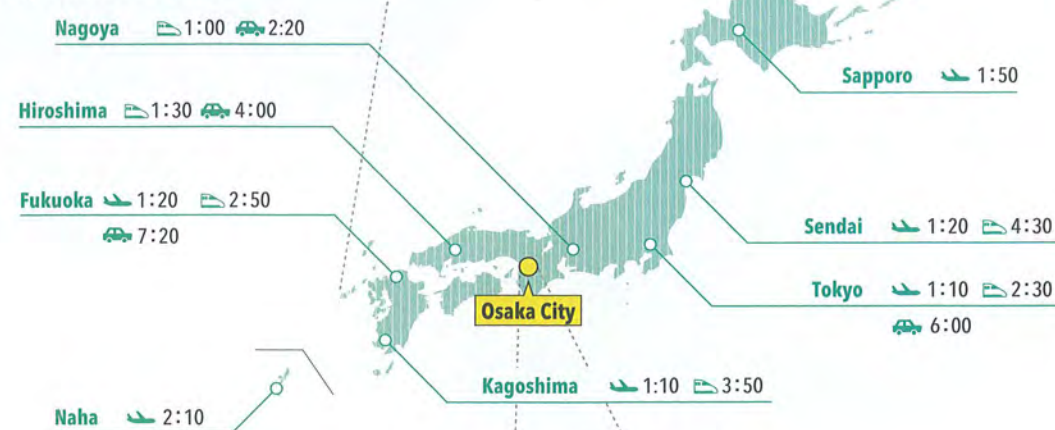 Nagoya 1:00 2:20
Sapporo 1:50
Hiroshima 1:30 4:00
Fukuoka 1:20 2:50
7:20
Sendai 1:20 4:30
Tokyo 1:10 2:30
6:00
Osaka City
Kagoshima 1:10 3:50
Naha 2:10